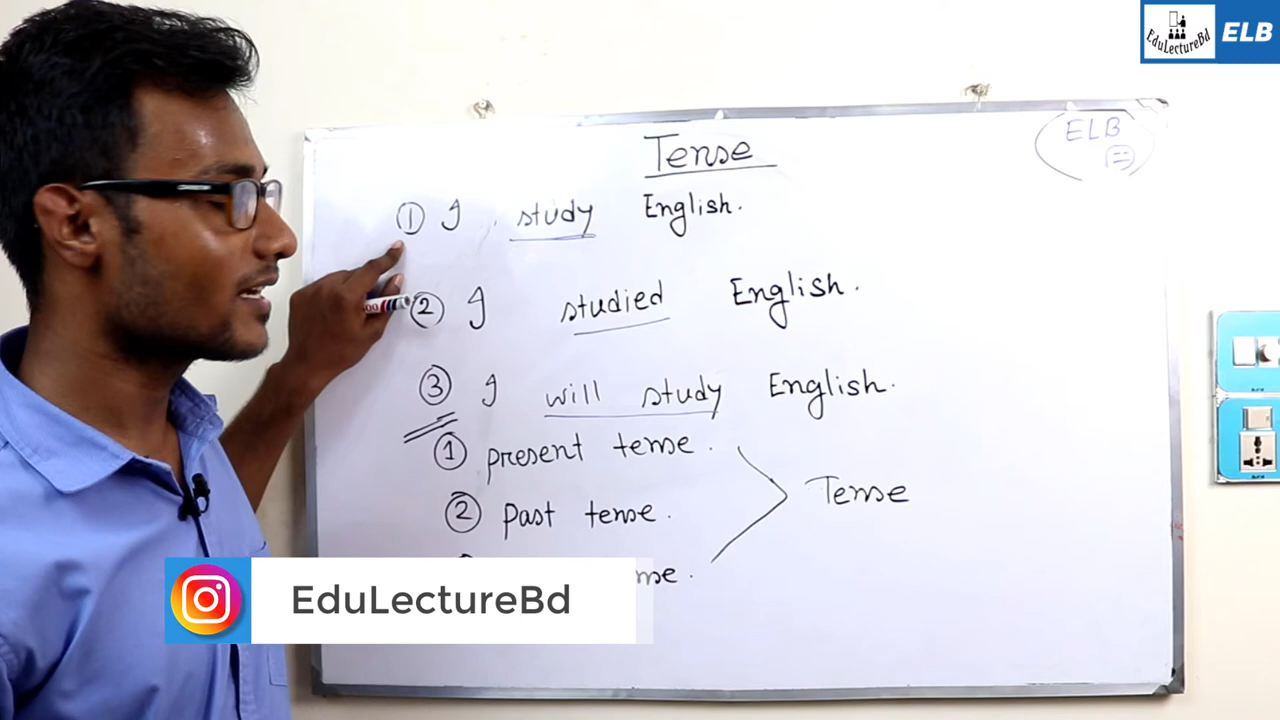 EduLectureBd ELB
ELB
Tense
① I study English.
② I studied English.
③ I will study English.
① present tense.
② past tense.
Tense
EduLectureBd